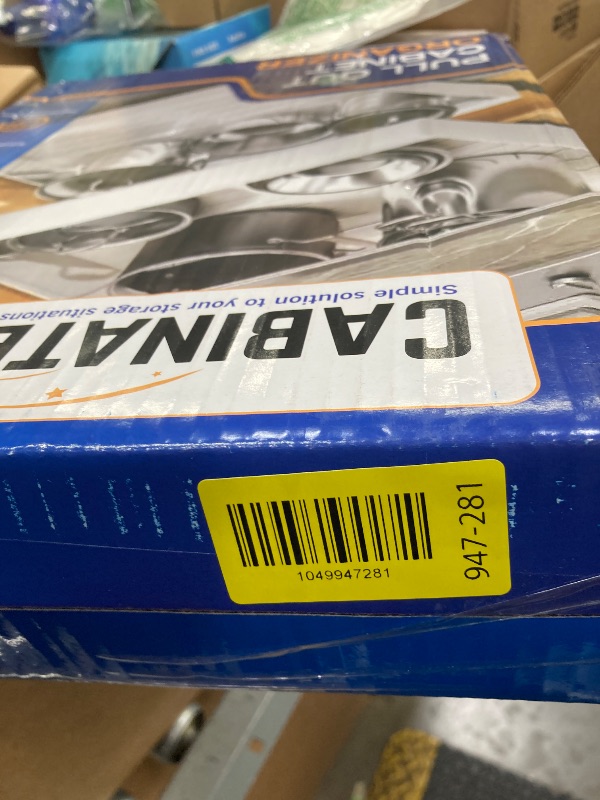 PULL OUT
CABINET
ORGANIZER
Simple solution to your storage situations
CABINATE
1049947281
947-281